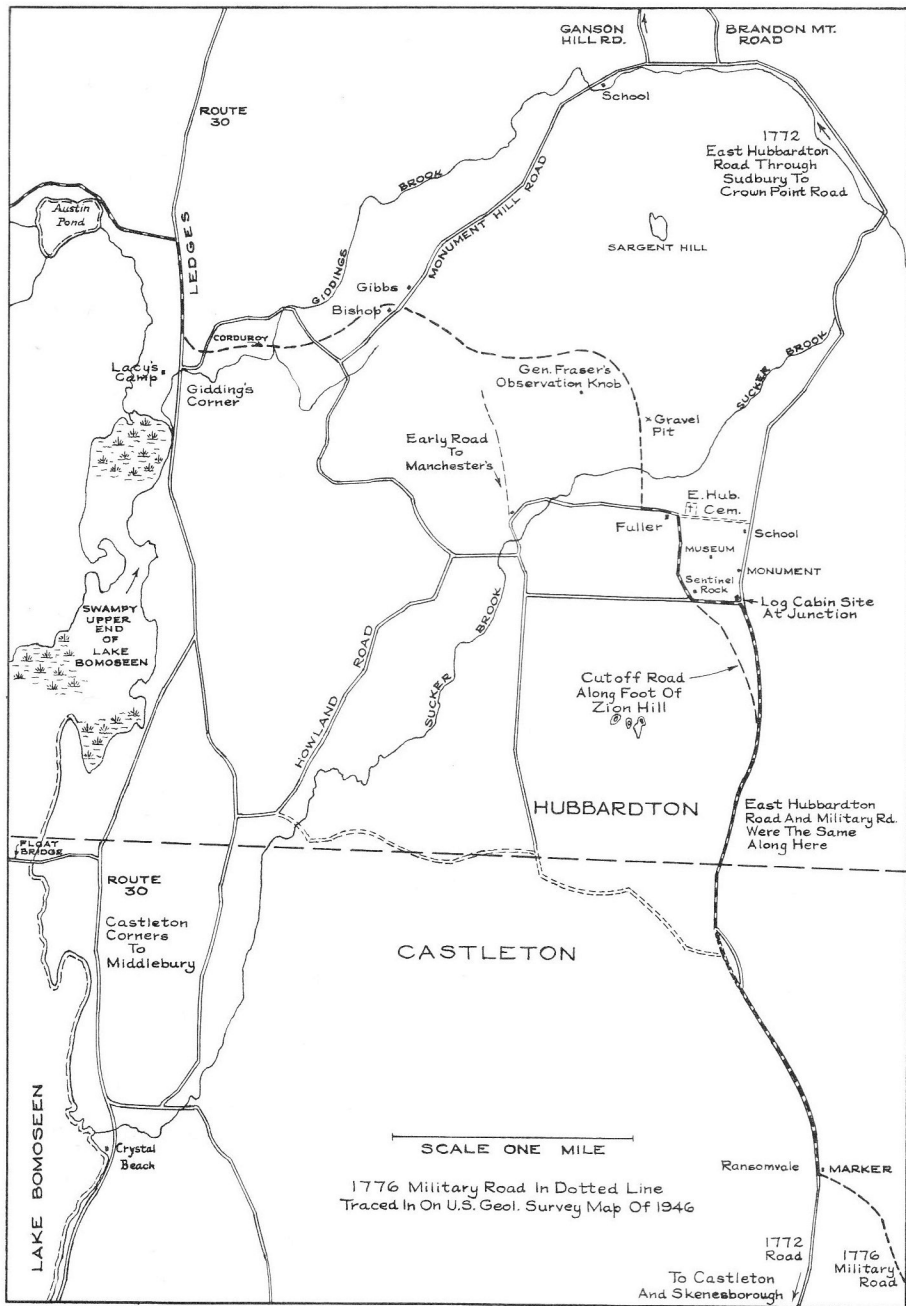 GANSON
HILL RD.
BRANDON MT.
ROAD
ROUTE
30
School
1772
East Hubbardton
Road Through
Sudbury To
Crown Point Road
BROOK
GIDDINGS
MONUMENT HILL ROAD
Austin
Pond
LEDGES
SARGENT HILL
Gibbs
Bishop
CORDUROY
SUCKER BROOK
Lacy's
Camp
Gidding's
Corner
Gen. Fraser's
Observation Knob
Gravel
Pit
Early Road
To
Manchester's
E. Hub.
Cem.
Fuller
School
MUSEUM
MONUMENT
Sentinel
Rock
Log Cabin Site
At Junction
SWAMPY
UPPER
END
OF
LAKE
BOMOSEEN
SUCKER BROOK
HOWLAND ROAD
Cutoff Road
Along Foot Of
Zion Hill
HUBBARDTON
East Hubbardton
Road And Military Rd.
Were The Same
Along Here
FLOAT
BRIDGE
ROUTE
30
Castleton
Corners
To
Middlebury
CASTLETON
LAKE BOMOSEEN
Crystal
Beach
SCALE ONE MILE
1776 Military Road In Dotted Line
Traced In On U.S. Geol. Survey Map Of 1946
Ransomvale
MARKER
1772
Road
1776
Military
Road
To Castleton
And Skenesborough